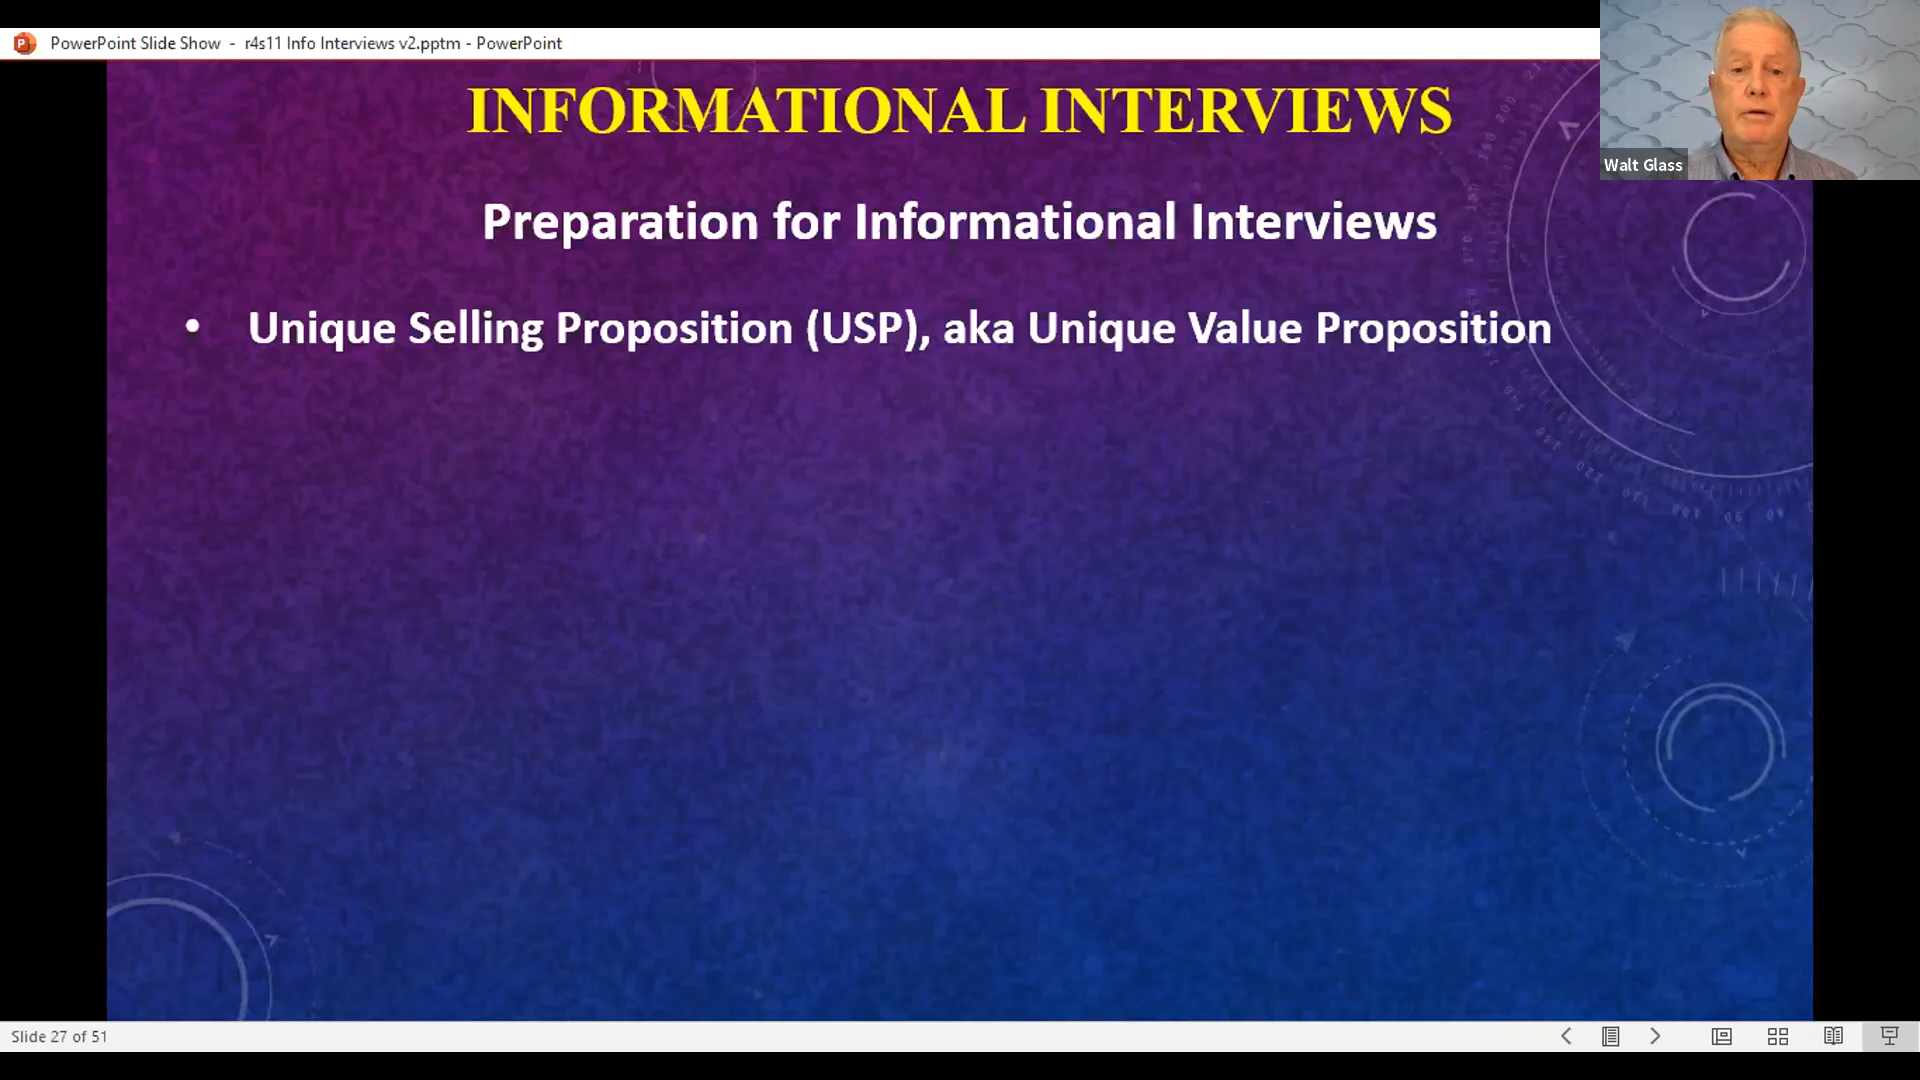 PowerPoint Slide Show - r4s11 Info Interviews v2.pptm - PowerPoint
Walt Glass
INFORMATIONAL INTERVIEWS
Preparation for Informational Interviews
• Unique Selling Proposition (USP), aka Unique Value Proposition
Slide 27 of 51